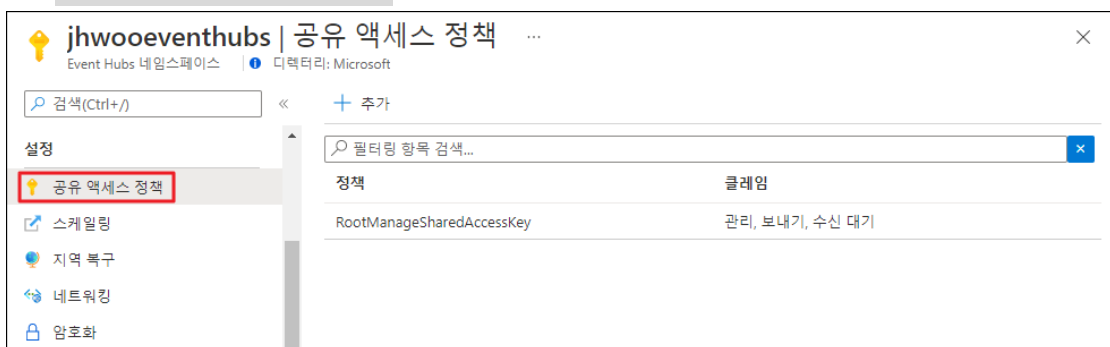 jhwooeventhubs | 공유 액세스 정책 ...
Event Hubs 네임스페이스 디렉터리: Microsoft
검색(Ctrl+/)
추가
설정
필터링 항목 검색...
공유 액세스 정책
정책 클레임
스케일링
RootManageSharedAccessKey 관리, 보내기, 수신 대기
지역 복구
네트워킹
암호화